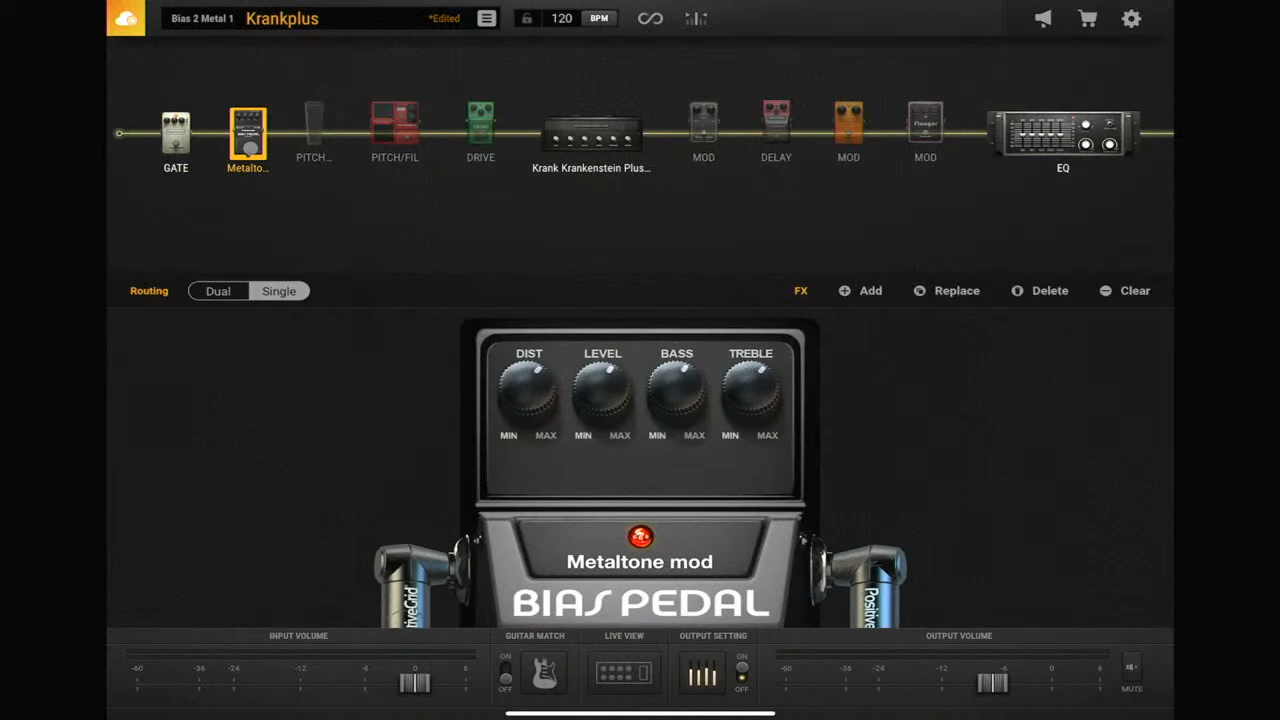 Bias 2 Metal 1 Krankplus *Edited 120 BPM
GATE Metalto... PITCH... PITCH/FIL DRIVE Krank Krankenstein Plus... MOD DELAY MOD Flanger MOD EQ
Routing Dual Single FX Add Replace Delete Clear
DIST LEVEL BASS TREBLE
MIN MAX MIN MAX MIN MAX MIN MAX
Metaltone mod
BIAS PEDAL
tiveGrid Positive
INPUT VOLUME GUITAR MATCH LIVE VIEW OUTPUT SETTING OUTPUT VOLUME
-60 -36 -24 -12 -6 0 6 ON OFF ON OFF -60 -36 -24 -12 -6 0 6 MUTE